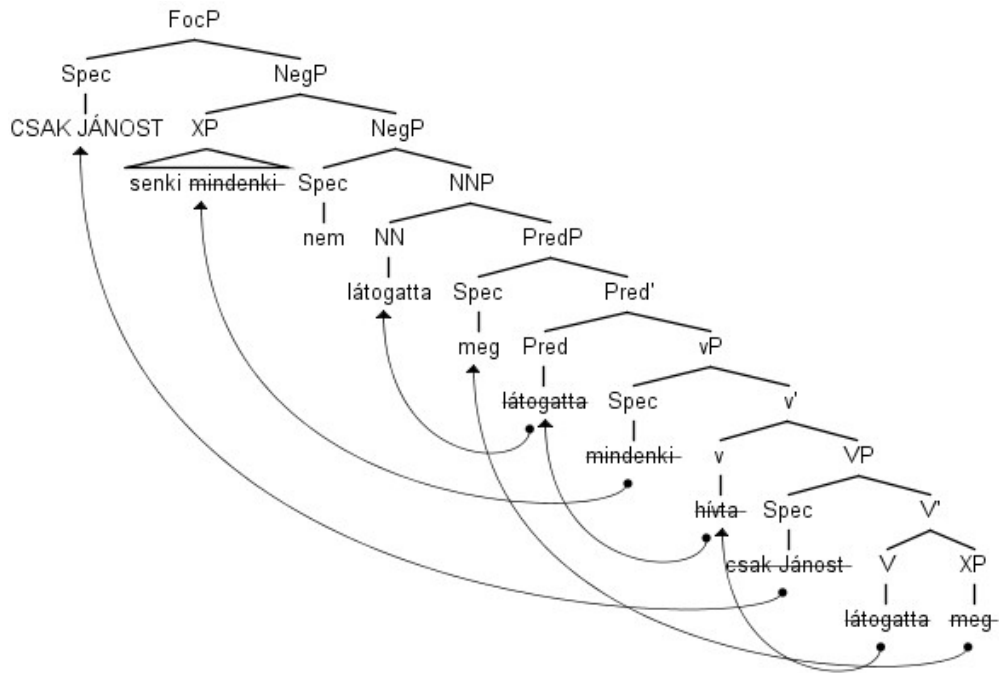 FocP
Spec NegP
CSAK JÁNOST XP NegP
senki mindenki Spec NNP
nem NN PredP
látogatta Spec Pred'
meg Pred vP
látogatta Spec v'
mindenki v VP
hívta Spec V'
csak Jánost V XP
látogatta meg